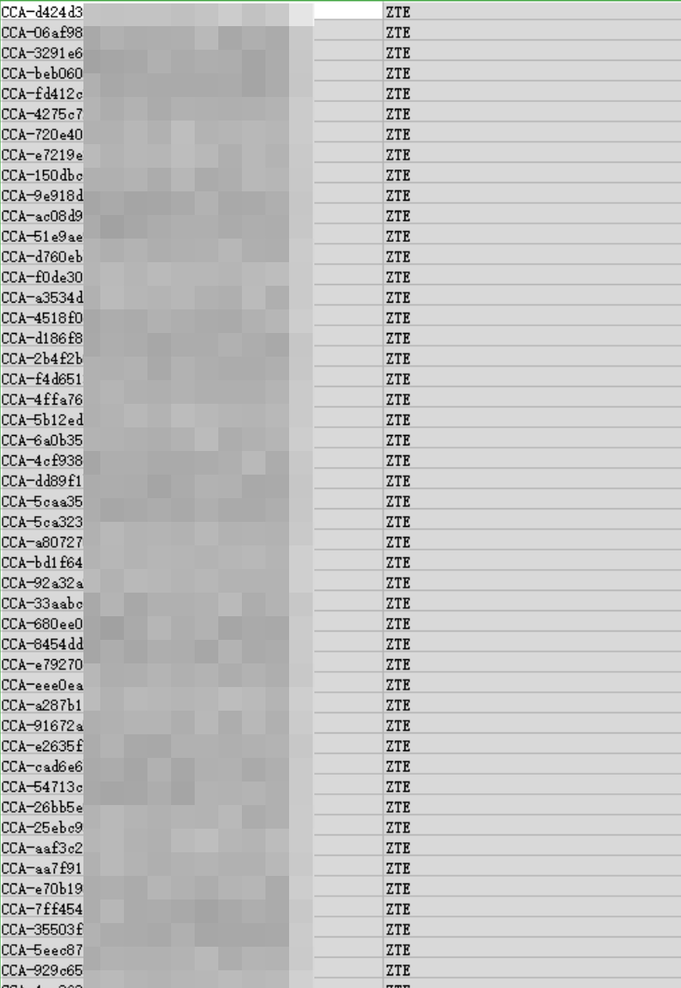 CCA-d424d3 ZTE
CCA-06af98 ZTE
CCA-3291e6 ZTE
CCA-beb060 ZTE
CCA-fd412c ZTE
CCA-4275c7 ZTE
CCA-720e40 ZTE
CCA-e7219e ZTE
CCA-150dbc ZTE
CCA-9e918d ZTE
CCA-ac08d9 ZTE
CCA-51e9ae ZTE
CCA-d760eb ZTE
CCA-f0de30 ZTE
CCA-a3534d ZTE
CCA-4518f0 ZTE
CCA-d186f8 ZTE
CCA-2b4f2b ZTE
CCA-f4d651 ZTE
CCA-4ffa76 ZTE
CCA-5b12ed ZTE
CCA-6a0b35 ZTE
CCA-4cf938 ZTE
CCA-dd89f1 ZTE
CCA-5caa35 ZTE
CCA-5ca323 ZTE
CCA-a80727 ZTE
CCA-bd1f64 ZTE
CCA-92a32a ZTE
CCA-33aabc ZTE
CCA-680ee0 ZTE
CCA-8454dd ZTE
CCA-e79270 ZTE
CCA-eee0ea ZTE
CCA-a287b1 ZTE
CCA-91672a ZTE
CCA-e2635f ZTE
CCA-cad6e6 ZTE
CCA-54713c ZTE
CCA-26bb5e ZTE
CCA-25ebc9 ZTE
CCA-aaf3c2 ZTE
CCA-aa7f91 ZTE
CCA-e70b19 ZTE
CCA-7ff454 ZTE
CCA-35503f ZTE
CCA-5eec87 ZTE
CCA-929c65 ZTE